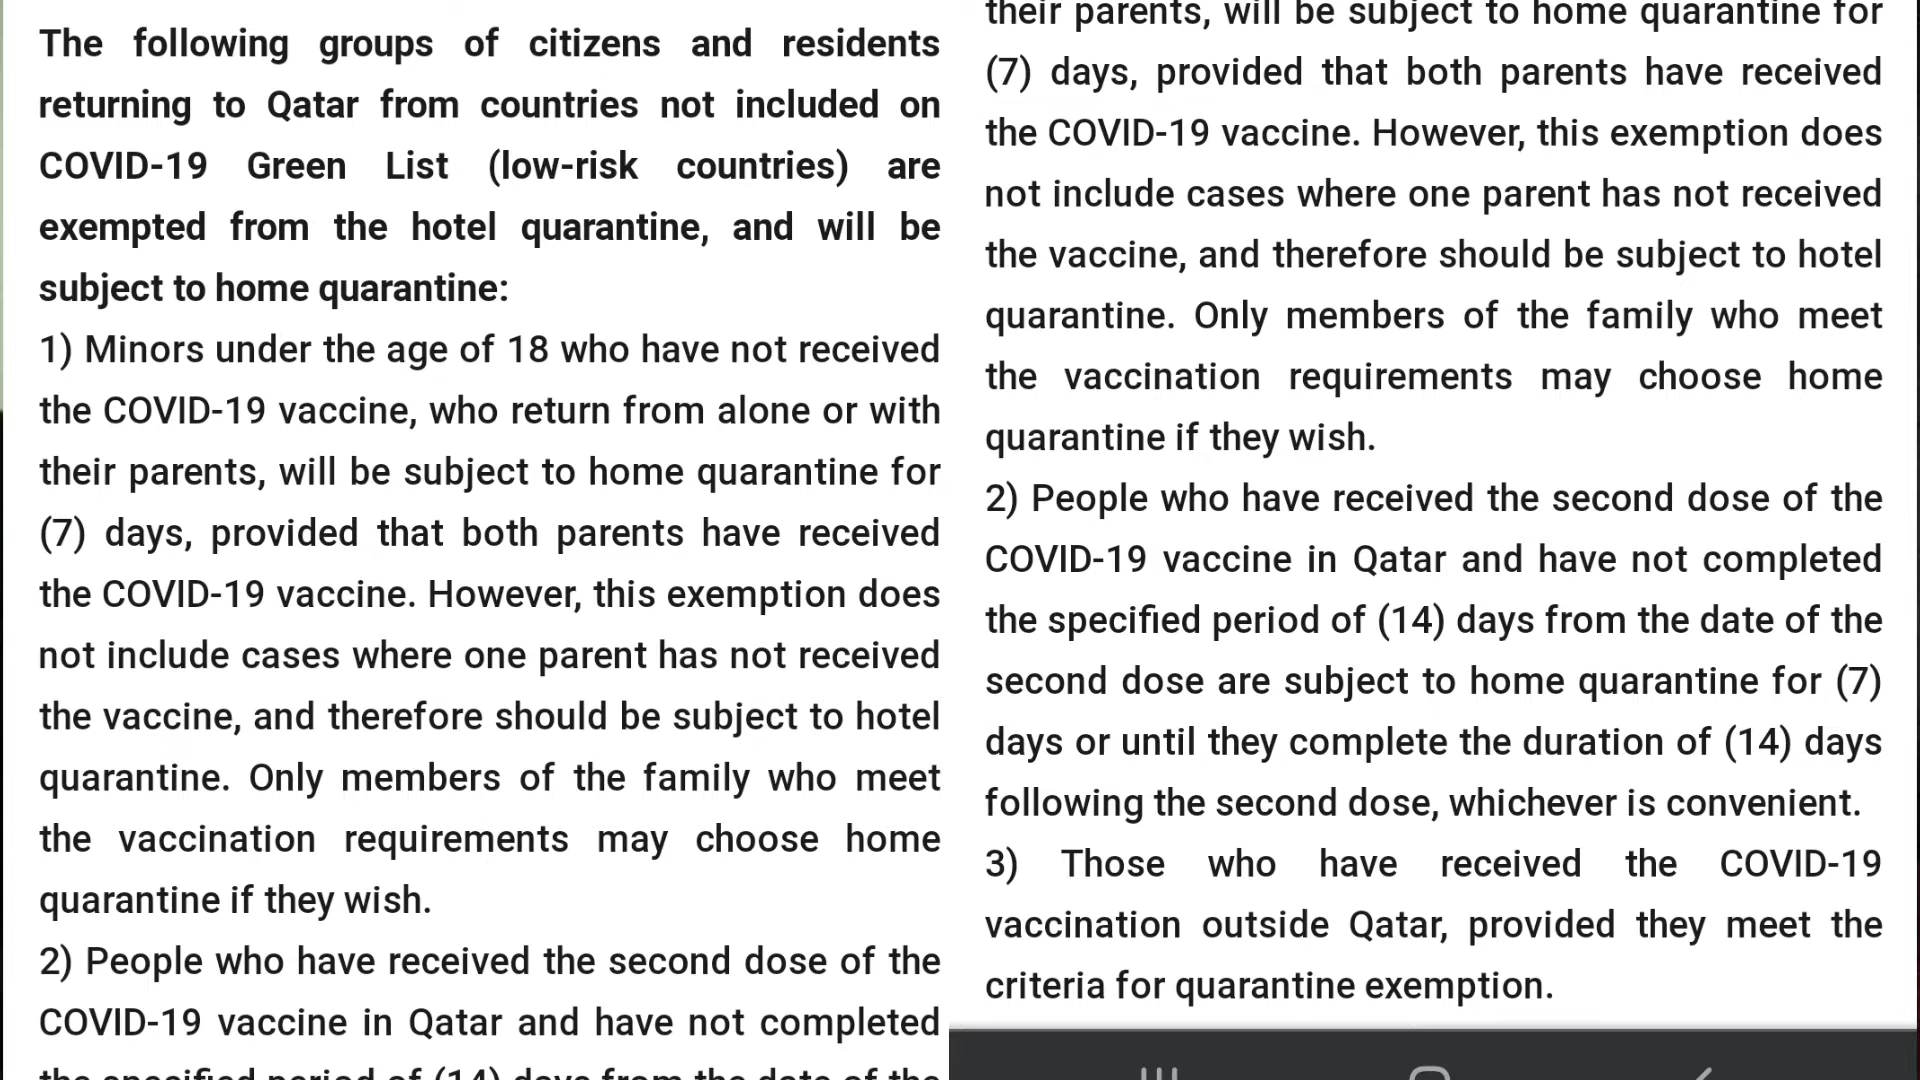 The following groups of citizens and residents
returning to Qatar from countries not included on
COVID-19 Green List (low-risk countries) are
exempted from the hotel quarantine, and will be
subject to home quarantine:
1) Minors under the age of 18 who have not received
the COVID-19 vaccine, who return from alone or with
their parents, will be subject to home quarantine for
(7) days, provided that both parents have received
the COVID-19 vaccine. However, this exemption does
not include cases where one parent has not received
the vaccine, and therefore should be subject to hotel
quarantine. Only members of the family who meet
the vaccination requirements may choose home
quarantine if they wish.
2) People who have received the second dose of the
COVID-19 vaccine in Qatar and have not completed
the specified period of (14) days from the date of the
their parents, will be subject to home quarantine for
(7) days, provided that both parents have received
the COVID-19 vaccine. However, this exemption does
not include cases where one parent has not received
the vaccine, and therefore should be subject to hotel
quarantine. Only members of the family who meet
the vaccination requirements may choose home
quarantine if they wish.
2) People who have received the second dose of the
COVID-19 vaccine in Qatar and have not completed
the specified period of (14) days from the date of the
second dose are subject to home quarantine for (7)
days or until they complete the duration of (14) days
following the second dose, whichever is convenient.
3) Those who have received the COVID-19
vaccination outside Qatar, provided they meet the
criteria for quarantine exemption.